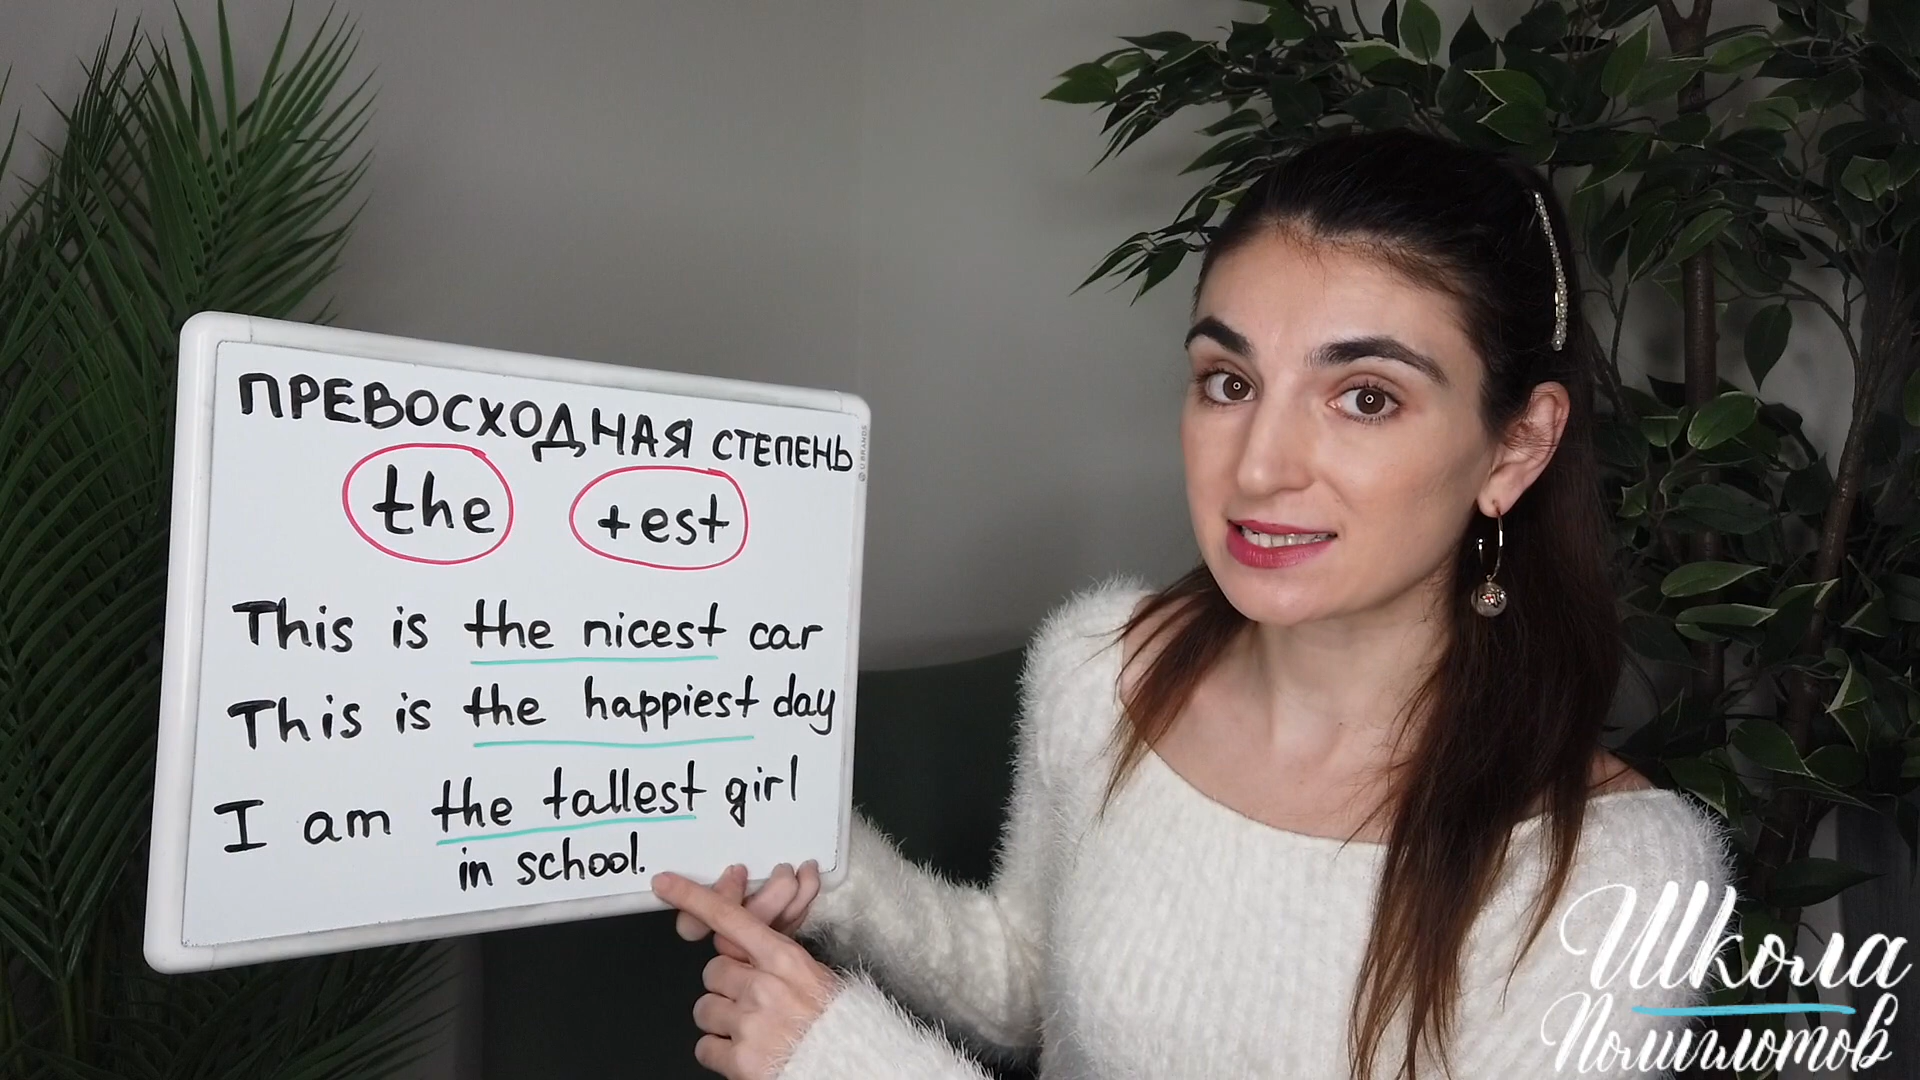 ПРЕВОСХОДНАЯ СТЕПЕНЬ
the +est
This is the nicest car
This is the happiest day
I am the tallest girl
in school.
© U BRANDS
Школа
Полиглотов